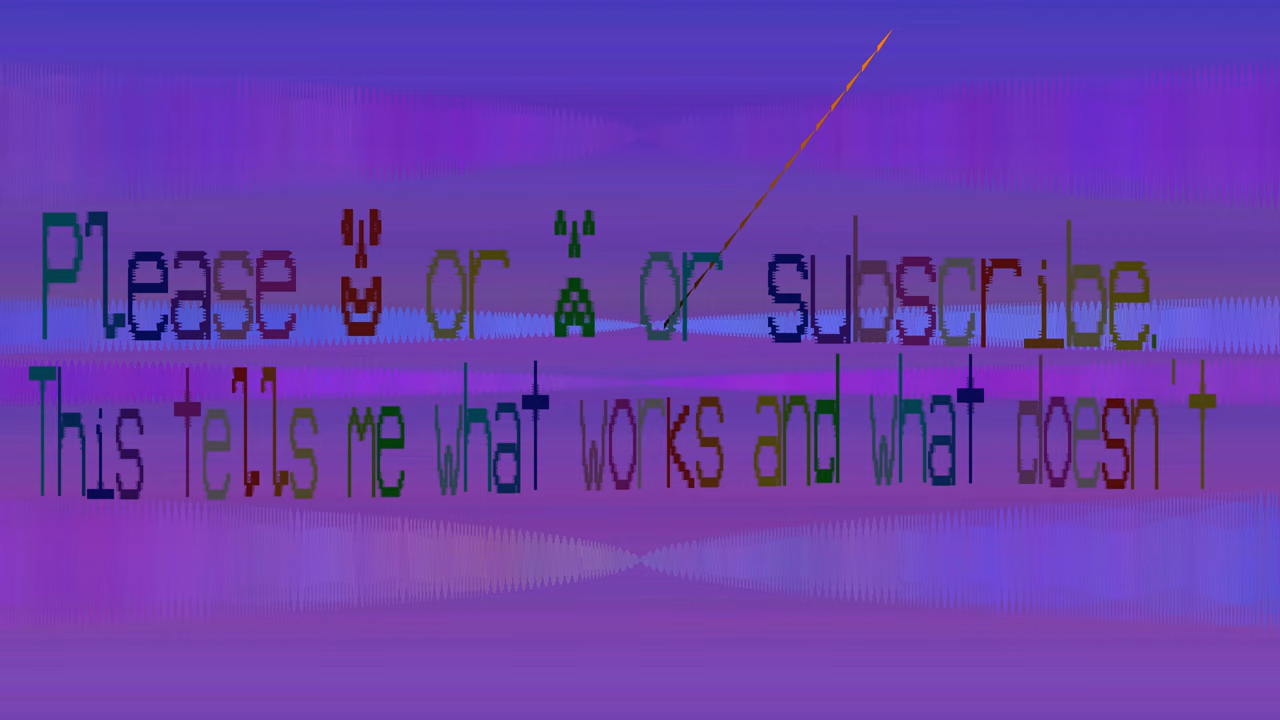 Please or or subscribe.
This tells me what works and what doesn't